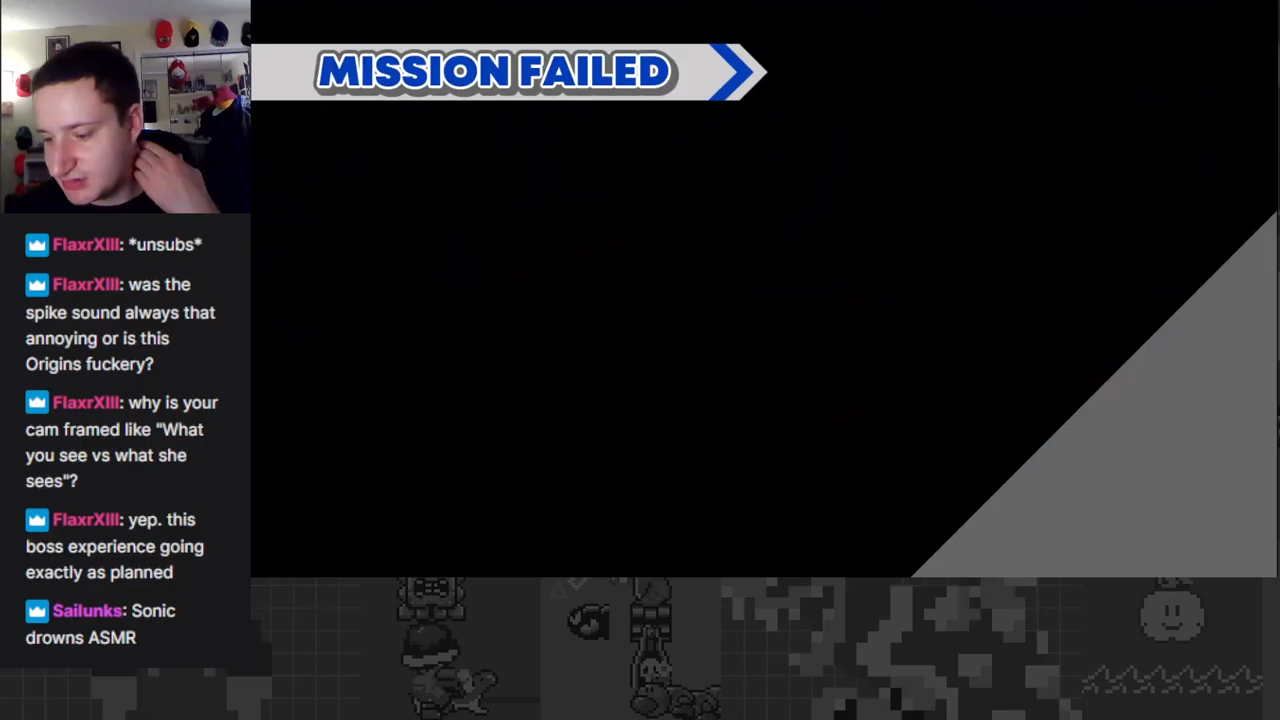 MISSION FAILED
FlaxrXIII: *unsubs*
FlaxrXIII: was the
spike sound always that
annoying or is this
Origins fuckery?
FlaxrXIII: why is your
cam framed like "What
you see vs what she
sees"?
FlaxrXIII: yep. this
boss experience going
exactly as planned
Sailunks: Sonic
drowns ASMR